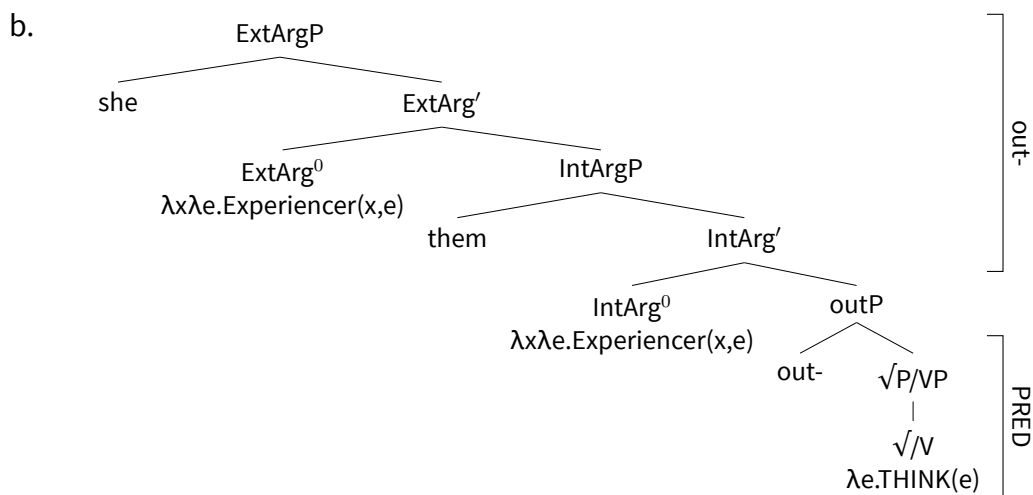 b.
ExtArgP
she ExtArg′
ExtArg⁰ IntArgP
λxλe.Experiencer(x,e)
them IntArg′
IntArg⁰ outP
λxλe.Experiencer(x,e)
out- √P/VP
√/V
λe.THINK(e)
out-
PRED